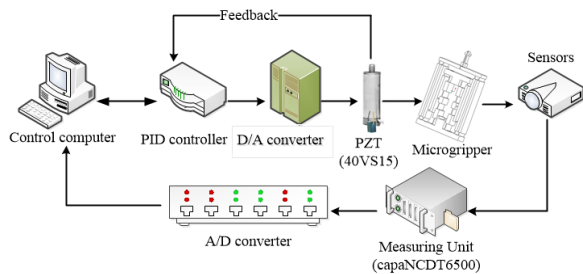 Feedback
Sensors
Control computer
PID controller
D/A converter
PZT
(40VS15)
Microgripper
A/D converter
Measuring Unit
(capaNCDT6500)